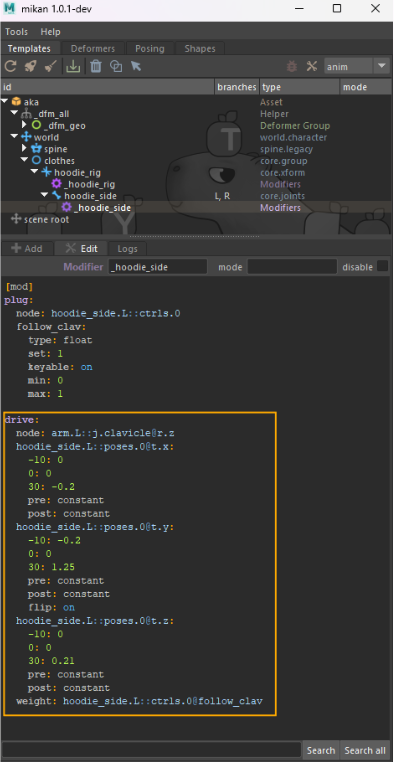 mikan 1.0.1-dev
Tools Help
Templates Deformers Posing Shapes
anim
id branches type mode
aka Asset
_dfm_all Helper
_dfm_geo Deformer Group
world world.character
spine spine.legacy
clothes core.group
hoodie_rig core.xform
_hoodie_rig Modifiers
hoodie_side L, R core.joints
_hoodie_side Modifiers
scene root
Add Edit Logs
Modifier _hoodie_side mode disable
[mod]
plug:
node: hoodie_side.L::ctrls.0
follow_clav:
type: float
set: 1
keyable: on
min: 0
max: 1
drive:
node: arm.L::j.clavicle@r.z
hoodie_side.L::poses.0@t.x:
-10: 0
0: 0
30: -0.2
pre: constant
post: constant
hoodie_side.L::poses.0@t.y:
-10: -0.2
0: 0
30: 1.25
pre: constant
post: constant
flip: on
hoodie_side.L::poses.0@t.z:
-10: 0
0: 0
30: 0.21
pre: constant
post: constant
weight: hoodie_side.L::ctrls.0@follow_clav
Search Search all